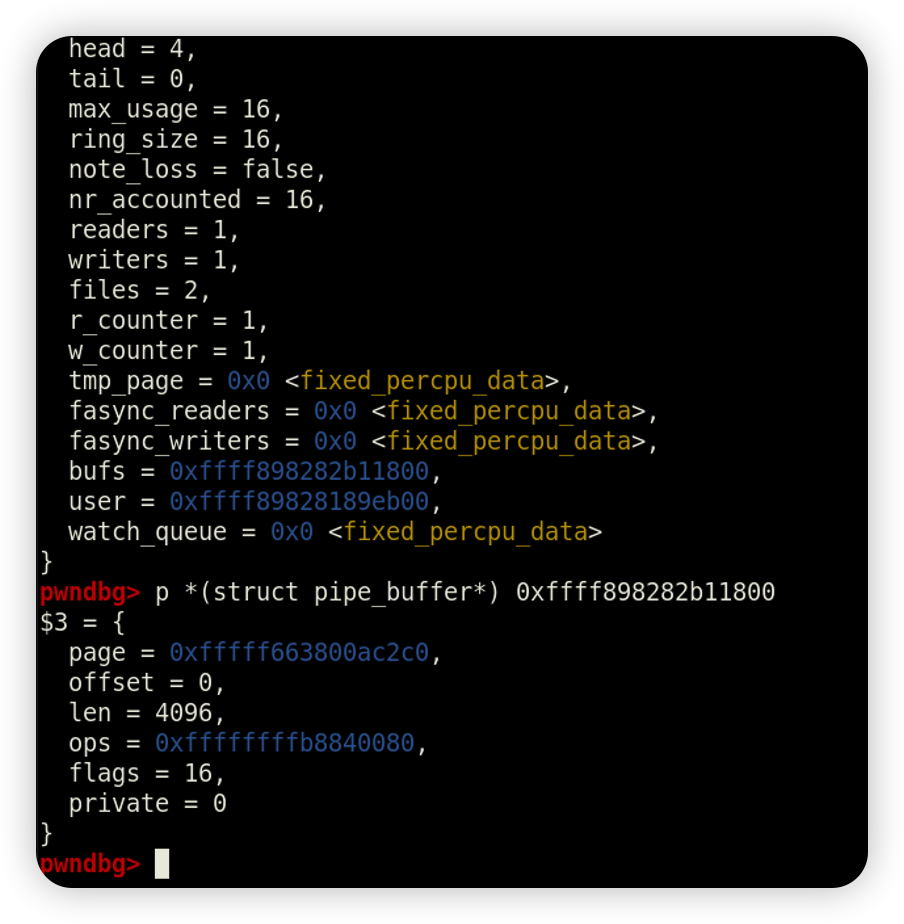 head = 4,
tail = 0,
max_usage = 16,
ring_size = 16,
note_loss = false,
nr_accounted = 16,
readers = 1,
writers = 1,
files = 2,
r_counter = 1,
w_counter = 1,
tmp_page = 0x0 <fixed_percpu_data>,
fasync_readers = 0x0 <fixed_percpu_data>,
fasync_writers = 0x0 <fixed_percpu_data>,
bufs = 0xffff898282b11800,
user = 0xffff89828189eb00,
watch_queue = 0x0 <fixed_percpu_data>
}
pwndbg> p *(struct pipe_buffer*) 0xffff898282b11800
$3 = {
page = 0xfffff663800ac2c0,
offset = 0,
len = 4096,
ops = 0xffffffffb8840080,
flags = 16,
private = 0
}
pwndbg>